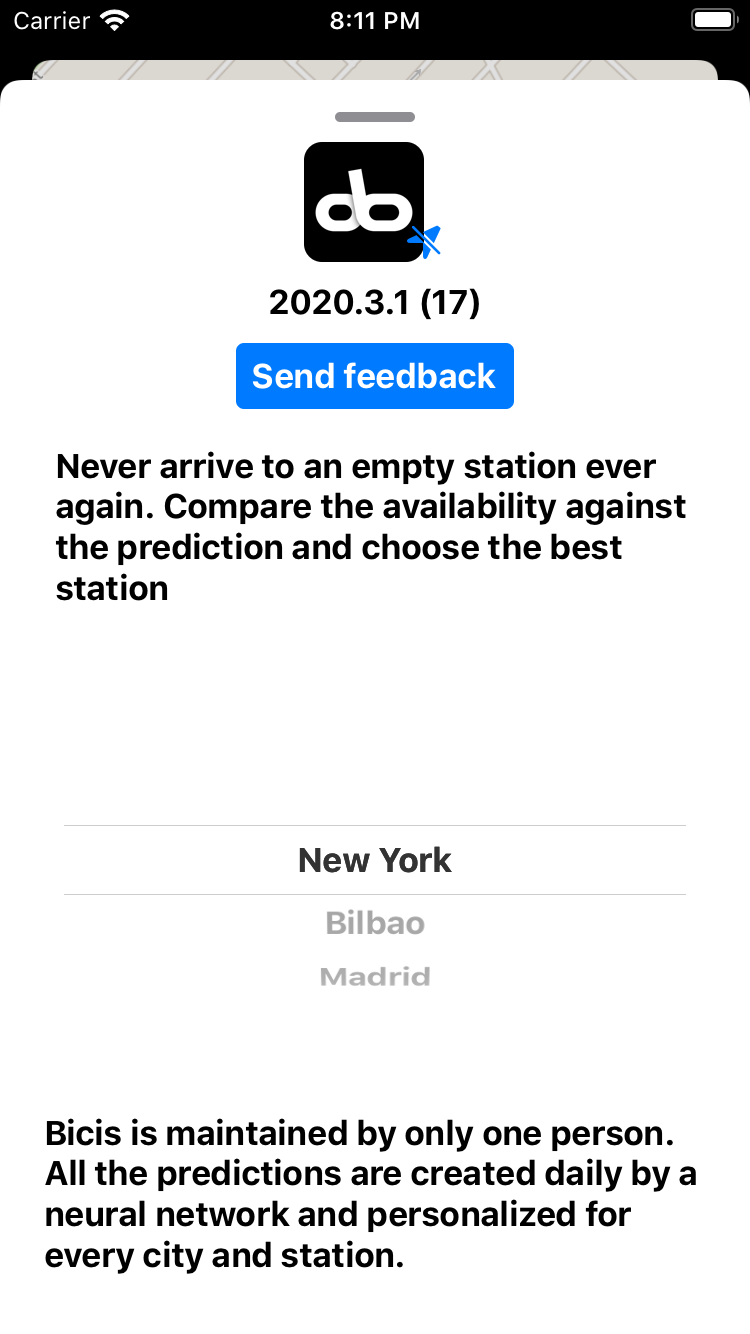 Carrier 8:11 PM
db
2020.3.1 (17)
Send feedback
Never arrive to an empty station ever
again. Compare the availability against
the prediction and choose the best
station
New York
Bilbao
Madrid
Bicis is maintained by only one person.
All the predictions are created daily by a
neural network and personalized for
every city and station.